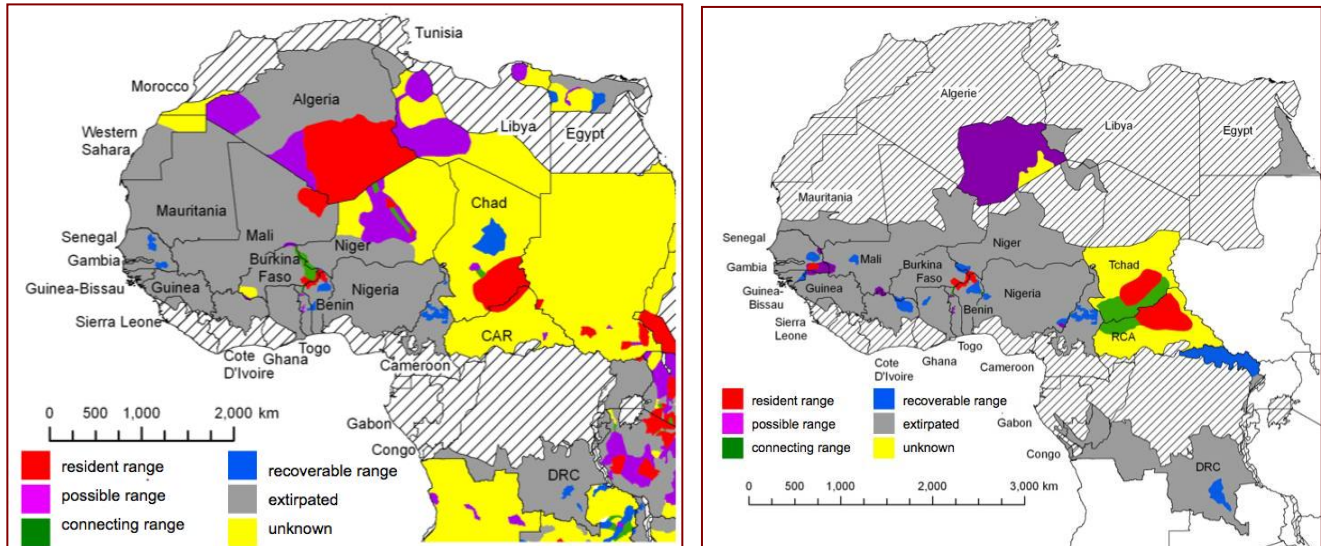 Tunisia
Morocco
Algeria
Western
Sahara
Libya
Egypt
Mauritania
Mali
Niger
Chad
Senegal
Gambia
Burkina
Faso
Guinea-Bissau
Guinea
Benin
Nigeria
Sierra Leone
CAR
Cote
D'Ivoire
Ghana
Togo
Cameroon
Gabon
Congo
DRC
0 500 1,000 2,000 km
resident range
possible range
connecting range
recoverable range
extirpated
unknown
Algerie
Libya
Egypt
Mauritania
Senegal
Gambia
Mali
Niger
Tchad
Burkina
Faso
Guinea-
Bissau
Guinea
Benin
Nigeria
Sierra
Leone
RCA
Cote
D'Ivoire
Ghana
Togo
Cameroon
Gabon
Congo
DRC
resident range
possible range
connecting range
recoverable range
extirpated
unknown
0 500 1,000 2,000 3,000 km